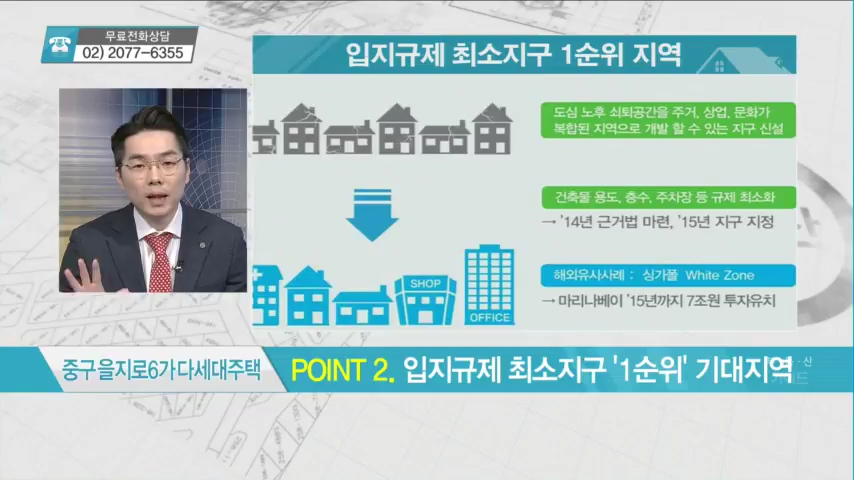 무료전화상담
02) 2077-6355
입지규제 최소지구 1순위 지역
도심 노후 쇠퇴공간을 주거, 상업, 문화가
복합된 지역으로 개발 할 수 있는 지구 신설
건축물 용도, 층수, 주차장 등 규제 최소화
→ '14년 근거법 마련, '15년 지구 지정
해외유사사례 : 싱가폴 White Zone
→ 마리나베이 '15년까지 7조원 투자유치
SHOP
OFFICE
중구 을지로6가 다세대주택
POINT 2. 입지규제 최소지구 '1순위' 기대지역